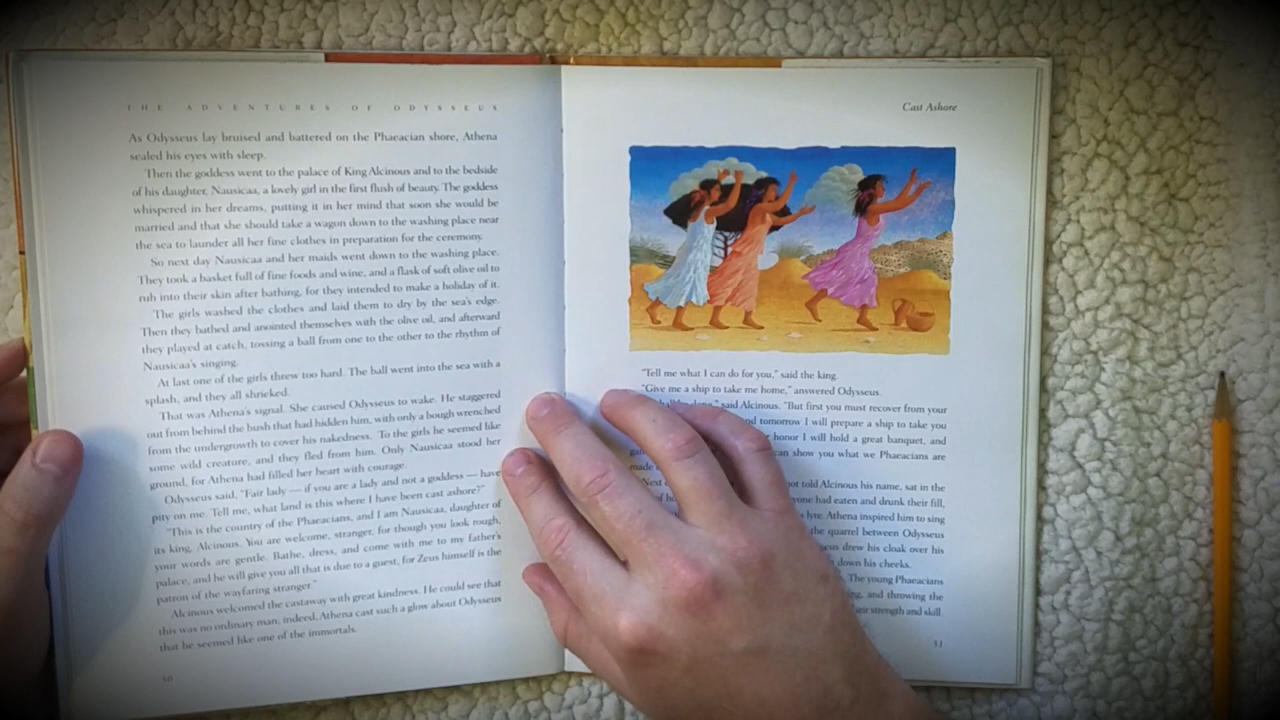 THE ADVENTURES OF ODYSSEUS
As Odysseus lay bruised and battered on the Phaeacian shore, Athena
sealed his eyes with sleep.
Then the goddess went to the palace of King Alcinous and to the bedside
of his daughter, Nausicaa, a lovely girl in the first flush of beauty. The goddess
whispered in her dreams, putting it in her mind that soon she would be
married and that she should take a wagon down to the washing place near
the sea to launder all her fine clothes in preparation for the ceremony.
So next day Nausicaa and her maids went down to the washing place.
They took a basket full of fine foods and wine, and a flask of soft olive oil to
rub into their skin after bathing, for they intended to make a holiday of it.
The girls washed the clothes and laid them to dry by the sea's edge.
Then they bathed and anointed themselves with the olive oil, and afterward
they played at catch, tossing a ball from one to the other to the rhythm of
Nausicaa's singing.
At last one of the girls threw too hard. The ball went into the sea with a
splash, and they all shrieked.
That was Athena's signal. She caused Odysseus to wake. He staggered
out from behind the bush that had hidden him, with only a bough wrenched
from the undergrowth to cover his nakedness. To the girls he seemed like
some wild creature, and they fled from him. Only Nausicaa stood her
ground, for Athena had filled her heart with courage.
Odysseus said, "Fair lady — if you are a lady and not a goddess — have
pity on me. Tell me, what land is this where I have been cast ashore?"
"This is the country of the Phaeacians, and I am Nausicaa, daughter of
its king, Alcinous. You are welcome, stranger, for though you look rough,
your words are gentle. Bathe, dress, and come with me to my father's
palace, and he will give you all that is due to a guest, for Zeus himself is the
patron of the wayfaring stranger."
Alcinous welcomed the castaway with great kindness. He could see that
this was no ordinary man; indeed, Athena cast such a glow about Odysseus
that he seemed like one of the immortals.
50
Cast Ashore
"Tell me what I can do for you," said the king.
"Give me a ship to take me home," answered Odysseus.
said Alcinous. "But first you must recover from your
and tomorrow I will prepare a ship to take you
honor I will hold a great banquet, and
can show you what we Phaeacians are
made
Next not told Alcinous his name, sat in the
of had eaten and drunk their fill,
lyre. Athena inspired him to sing
the quarrel between Odysseus
drew his cloak over his
down his cheeks.
The young Phaeacians
and throwing the
their strength and skill.
51